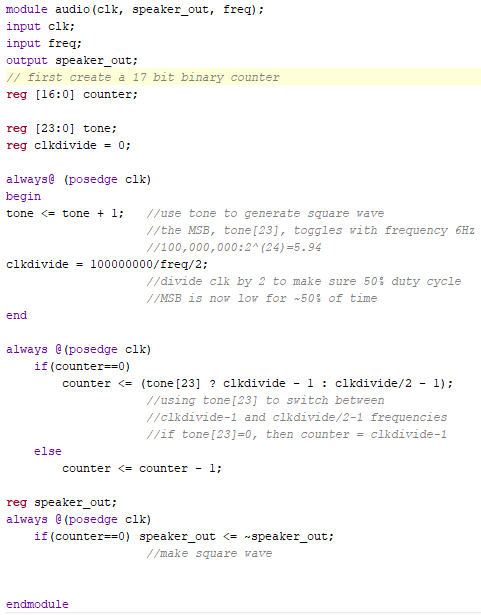 module audio(clk, speaker_out, freq);
input clk;
input freq;
output speaker_out;
// first create a 17 bit binary counter
reg [16:0] counter;
reg [23:0] tone;
reg clkdivide = 0;
always@ (posedge clk)
begin
tone <= tone + 1;   //use tone to generate square wave
//the MSB, tone[23], toggles with frequency 6Hz
//100,000,000:2^(24)=5.94
clkdivide = 100000000/freq/2;
//divide clk by 2 to make sure 50% duty cycle
//MSB is now low for ~50% of time
end
always @(posedge clk)
if(counter==0)
counter <= (tone[23] ? clkdivide - 1 : clkdivide/2 - 1);
//using tone[23] to switch between
//clkdivide-1 and clkdivide/2-1 frequencies
//if tone[23]=0, then counter = clkdivide-1
else
counter <= counter - 1;
reg speaker_out;
always @(posedge clk)
if(counter==0) speaker_out <= ~speaker_out;
//make square wave
endmodule